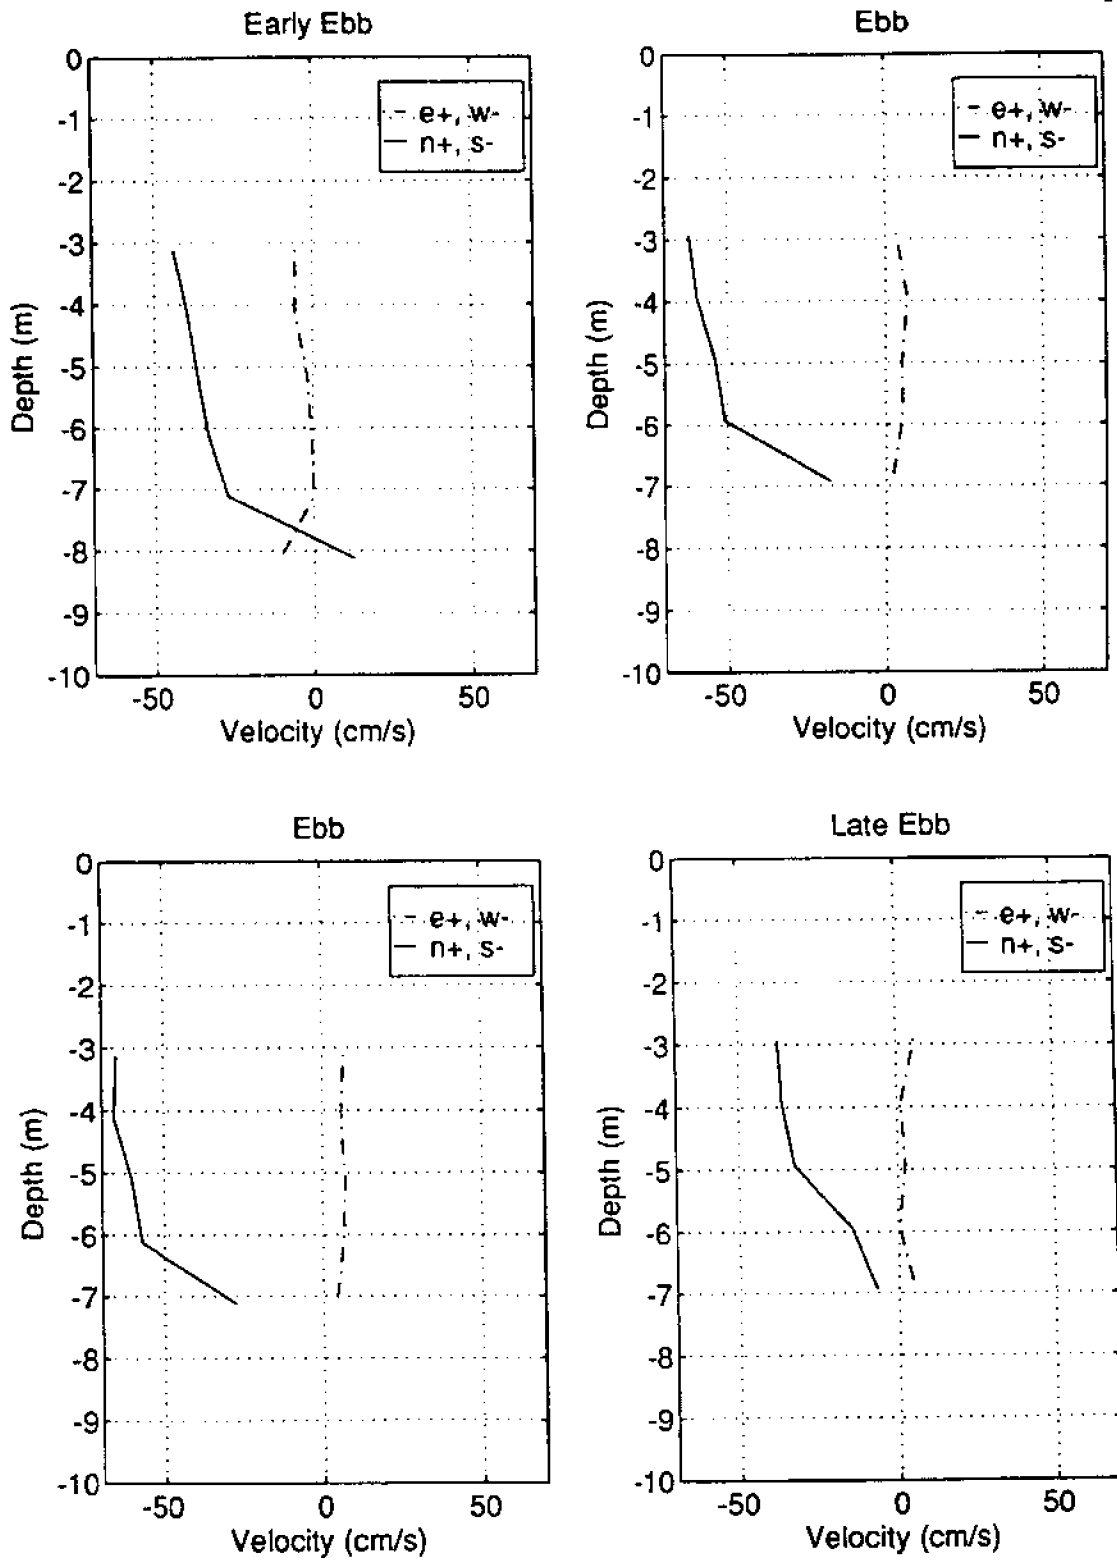 Early Ebb
0
-1
-2
-3
-4
-5
-6
-7
-8
-9
-10
Depth (m)
e+, w-
n+, s-
-50 0 50
Velocity (cm/s)
Ebb
0
-1
-2
-3
-4
-5
-6
-7
-8
-9
-10
Depth (m)
e+, w-
n+, s-
-50 0 50
Velocity (cm/s)
Ebb
0
-1
-2
-3
-4
-5
-6
-7
-8
-9
-10
Depth (m)
e+, w-
n+, s-
-50 0 50
Velocity (cm/s)
Late Ebb
0
-1
-2
-3
-4
-5
-6
-7
-8
-9
-10
Depth (m)
e+, w-
n+, s-
-50 0 50
Velocity (cm/s)